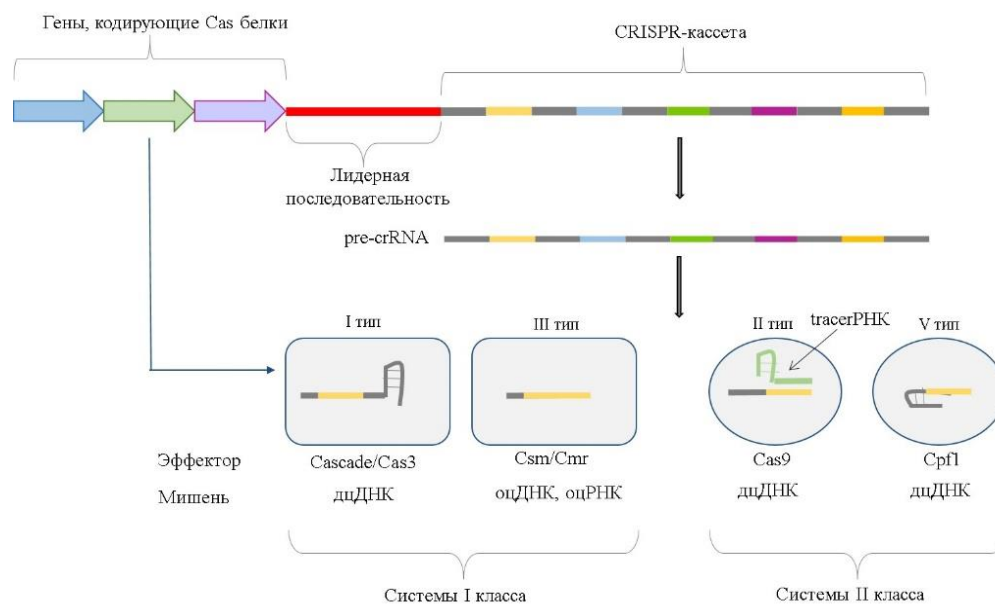 Гены, кодирующие Cas белки
CRISPR-кассета
Лидерная
последовательность
pre-crRNA
I тип
III тип
II тип
tracerРНК
V тип
Эффектор
Cascade/Cas3
Csm/Cmr
Cas9
Cpf1
Мишень
дцДНК
оцДНК, оцРНК
дцДНК
дцДНК
Системы I класса
Системы II класса